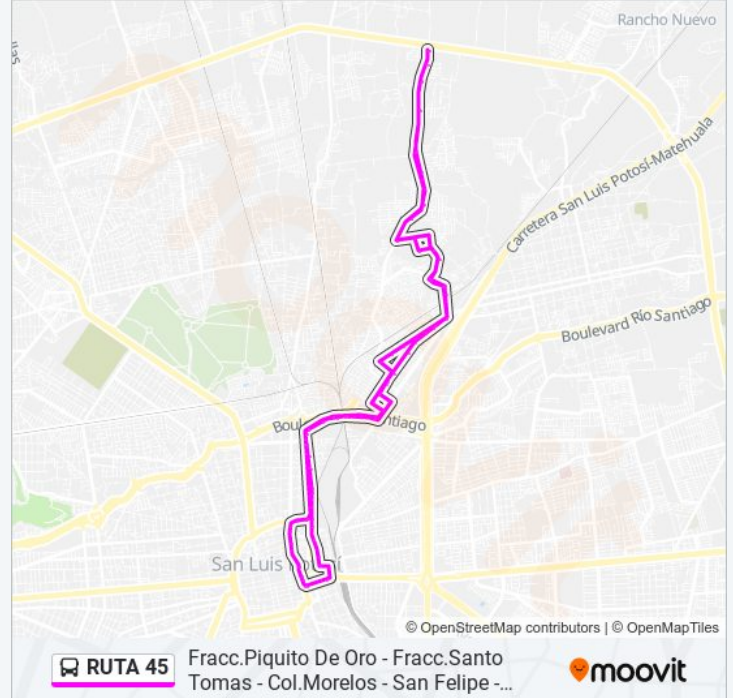 Rancho Nuevo
llas
Carretera San Luis Potosí-Matehuala
Boulevard Río Santiago
Boul
ntiago
San Luis
© OpenStreetMap contributors | © OpenMapTiles
RUTA 45
Fracc.Piquito De Oro - Fracc.Santo
Tomas - Col.Morelos - San Felipe -...
moovit